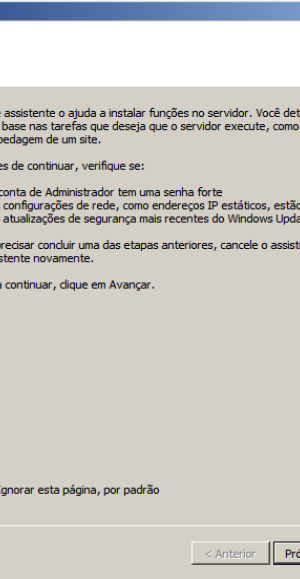 assistente o ajuda a instalar funções no servidor. Você det
base nas tarefas que deseja que o servidor execute, como
pedagem de um site.
es de continuar, verifique se:
conta de Administrador tem uma senha forte
configurações de rede, como endereços IP estáticos, estão
atualizações de segurança mais recentes do Windows Upda
recisar concluir uma das etapas anteriores, cancele o assist
stente novamente.
a continuar, clique em Avançar.
gnorar esta página, por padrão
< Anterior
Pró